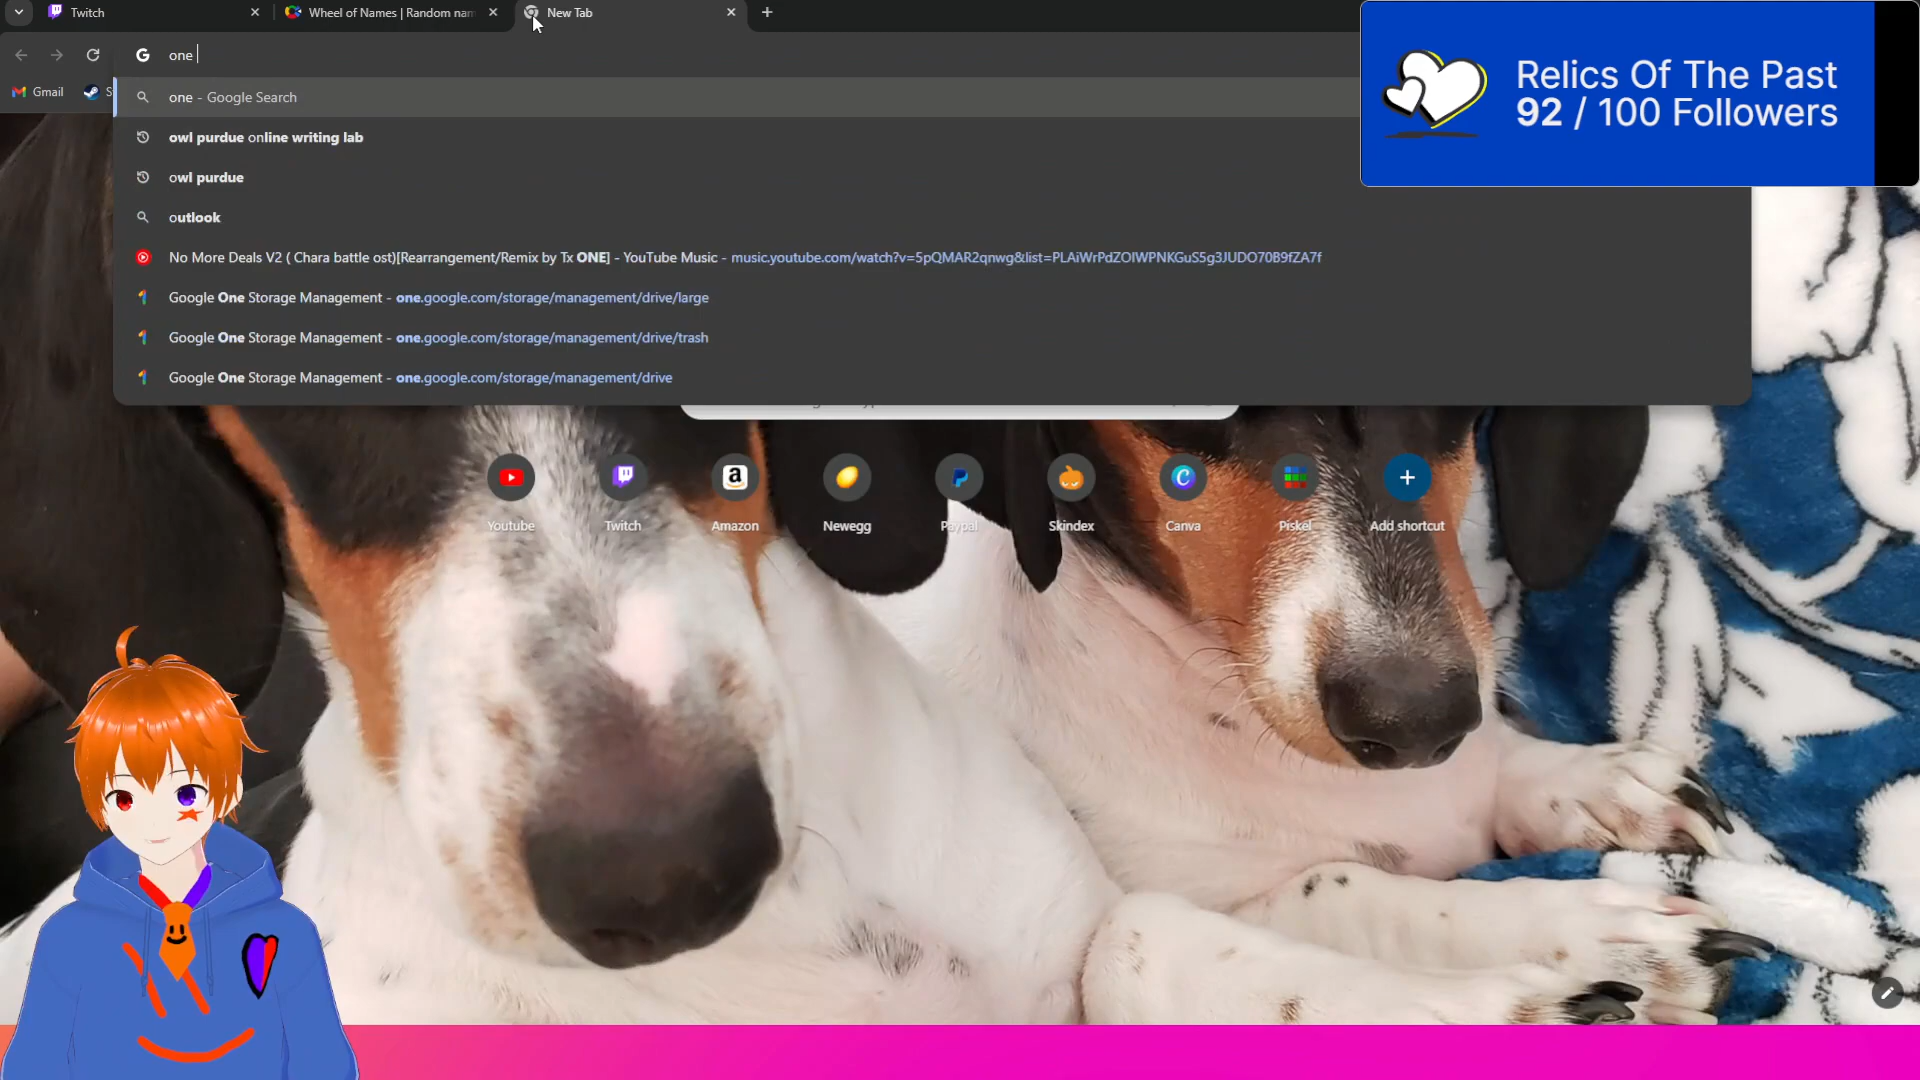 Twitch
Wheel of Names | Random nam
New Tab
one
Gmail
S
one - Google Search
owl purdue online writing lab
owl purdue
outlook
No More Deals V2 ( Chara battle ost)[Rearrangement/Remix by Tx ONE] - YouTube Music - music.youtube.com/watch?v=5pQMAR2qnwg&list=PLAiWrPdZOlWPNKGuS5g3JUDO70B9fZA7f
Google One Storage Management - one.google.com/storage/management/drive/large
Google One Storage Management - one.google.com/storage/management/drive/trash
Google One Storage Management - one.google.com/storage/management/drive
Relics Of The Past
92 / 100 Followers
Youtube
Twitch
Amazon
Newegg
Paypal
Skindex
Canva
Piskel
Add shortcut